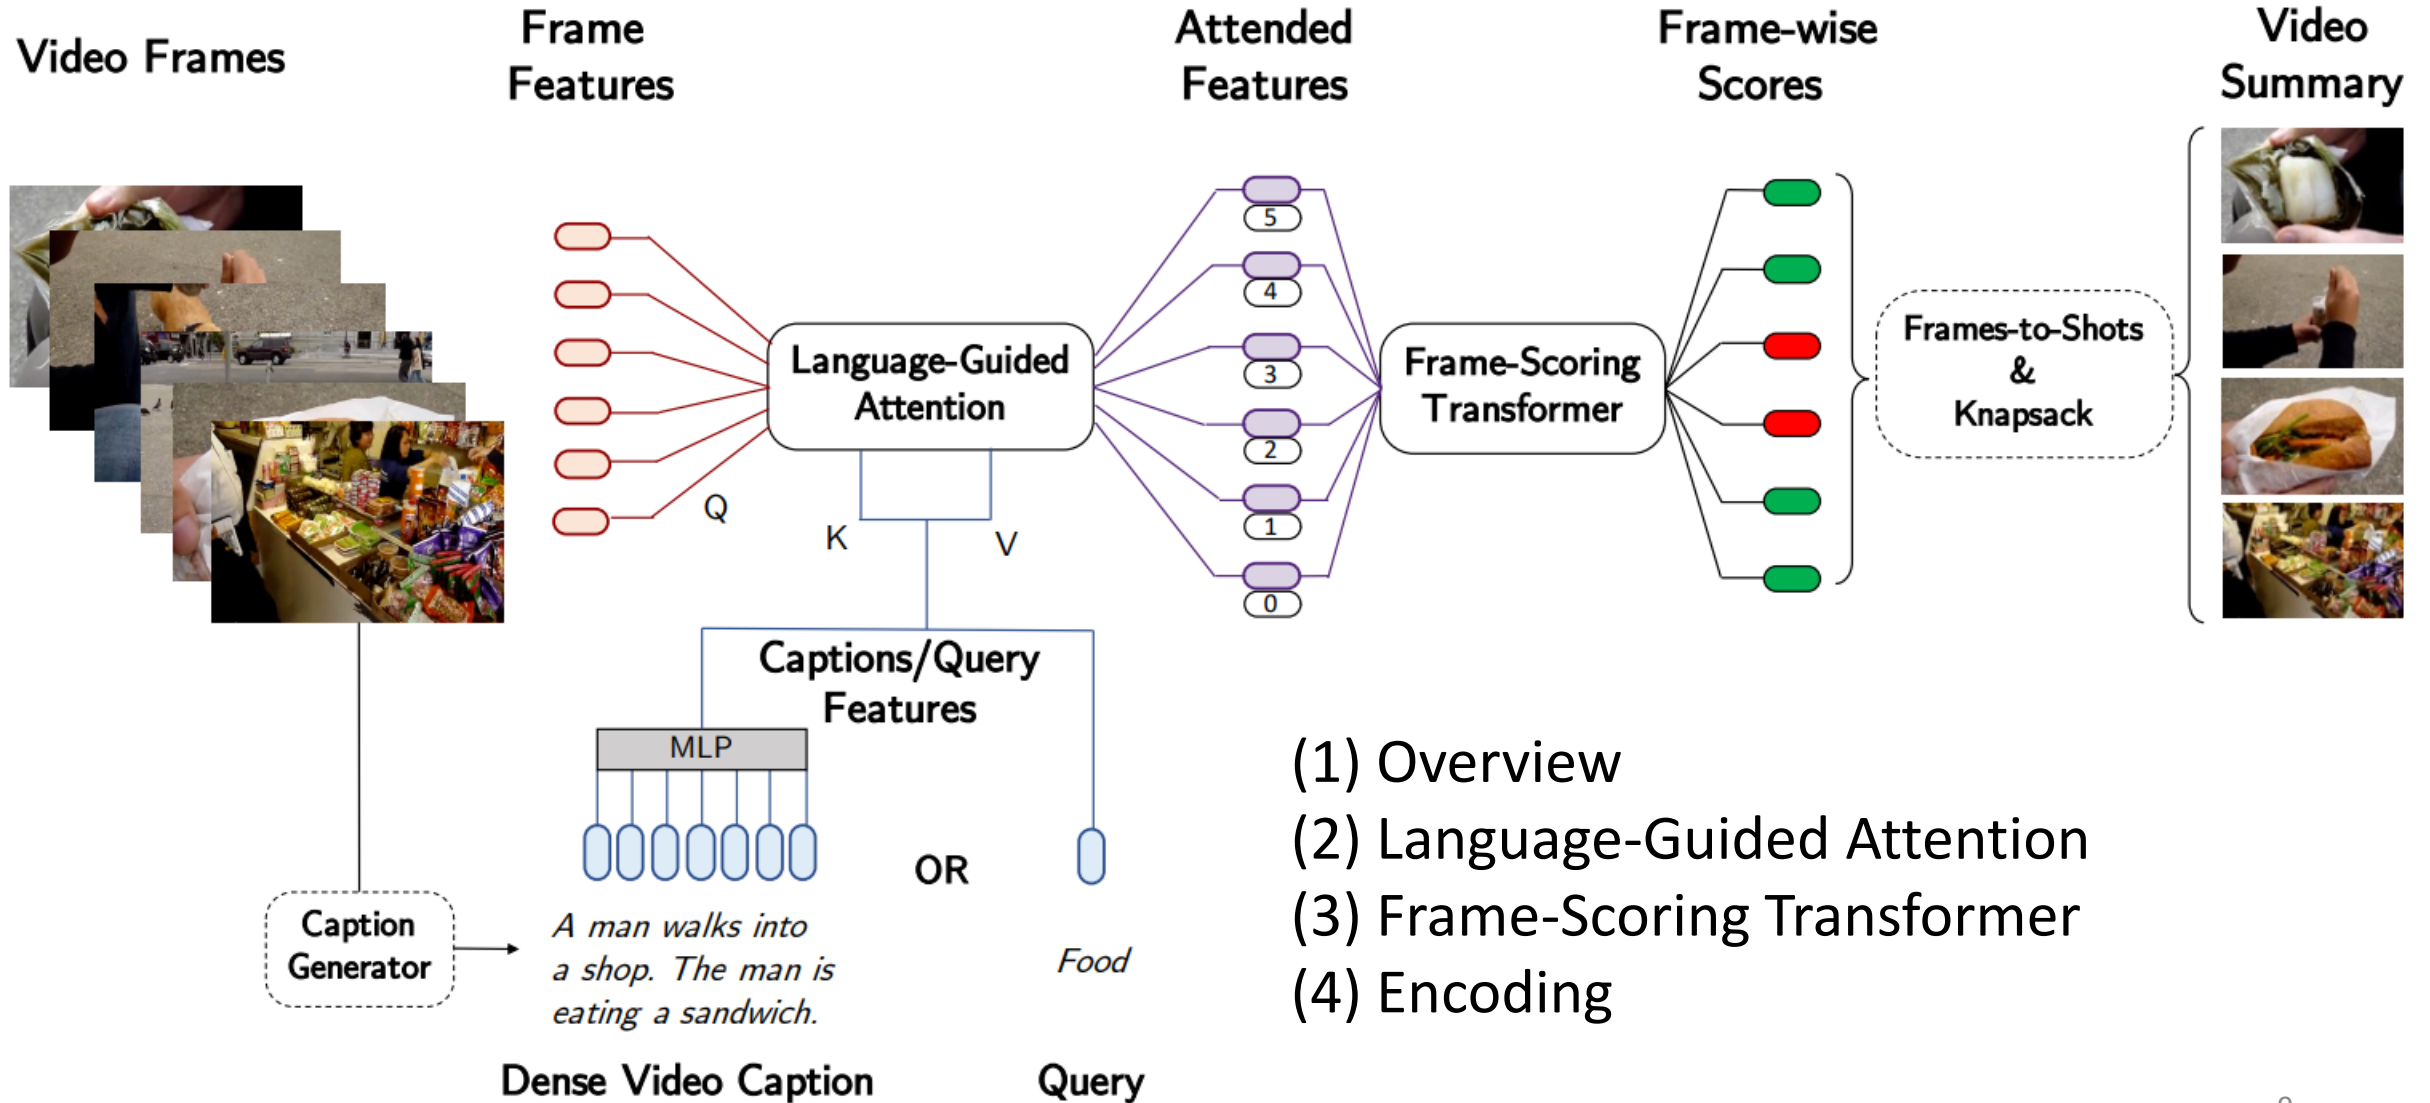 Video Frames
Frame
Features
Attended
Features
Frame-wise
Scores
Video
Summary
5
4
3
2
1
0
Language-Guided
Attention
Q
K
V
Frame-Scoring
Transformer
Frames-to-Shots
&
Knapsack
Captions/Query
Features
MLP
OR
Caption
Generator
A man walks into
a shop. The man is
eating a sandwich.
Food
Dense Video Caption
Query
(1) Overview
(2) Language-Guided Attention
(3) Frame-Scoring Transformer
(4) Encoding